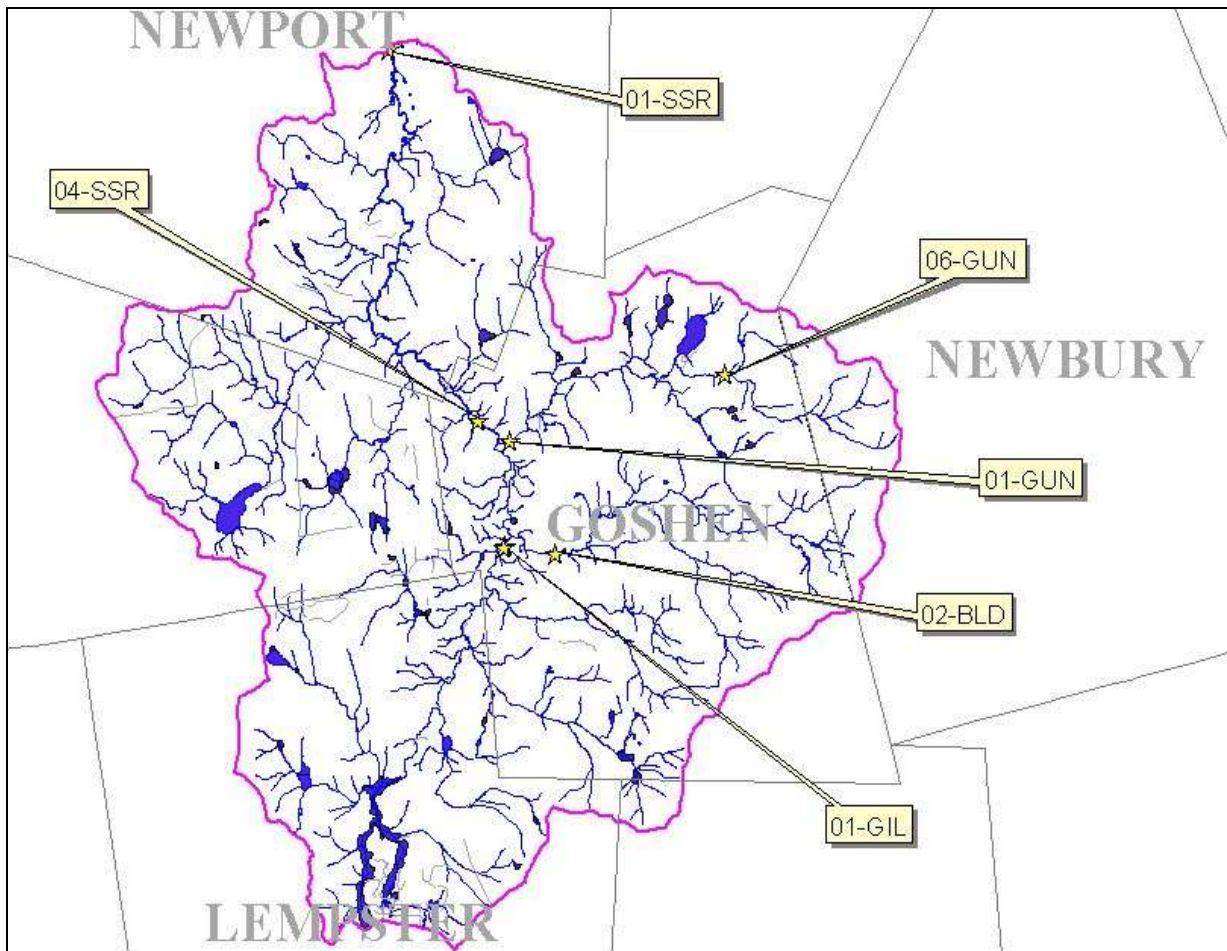 NEWPORT
01-SSR
04-SSR
06-GUN
NEWBURY
01-GUN
GOSHEN
02-BLD
01-GIL
LEMPSTER